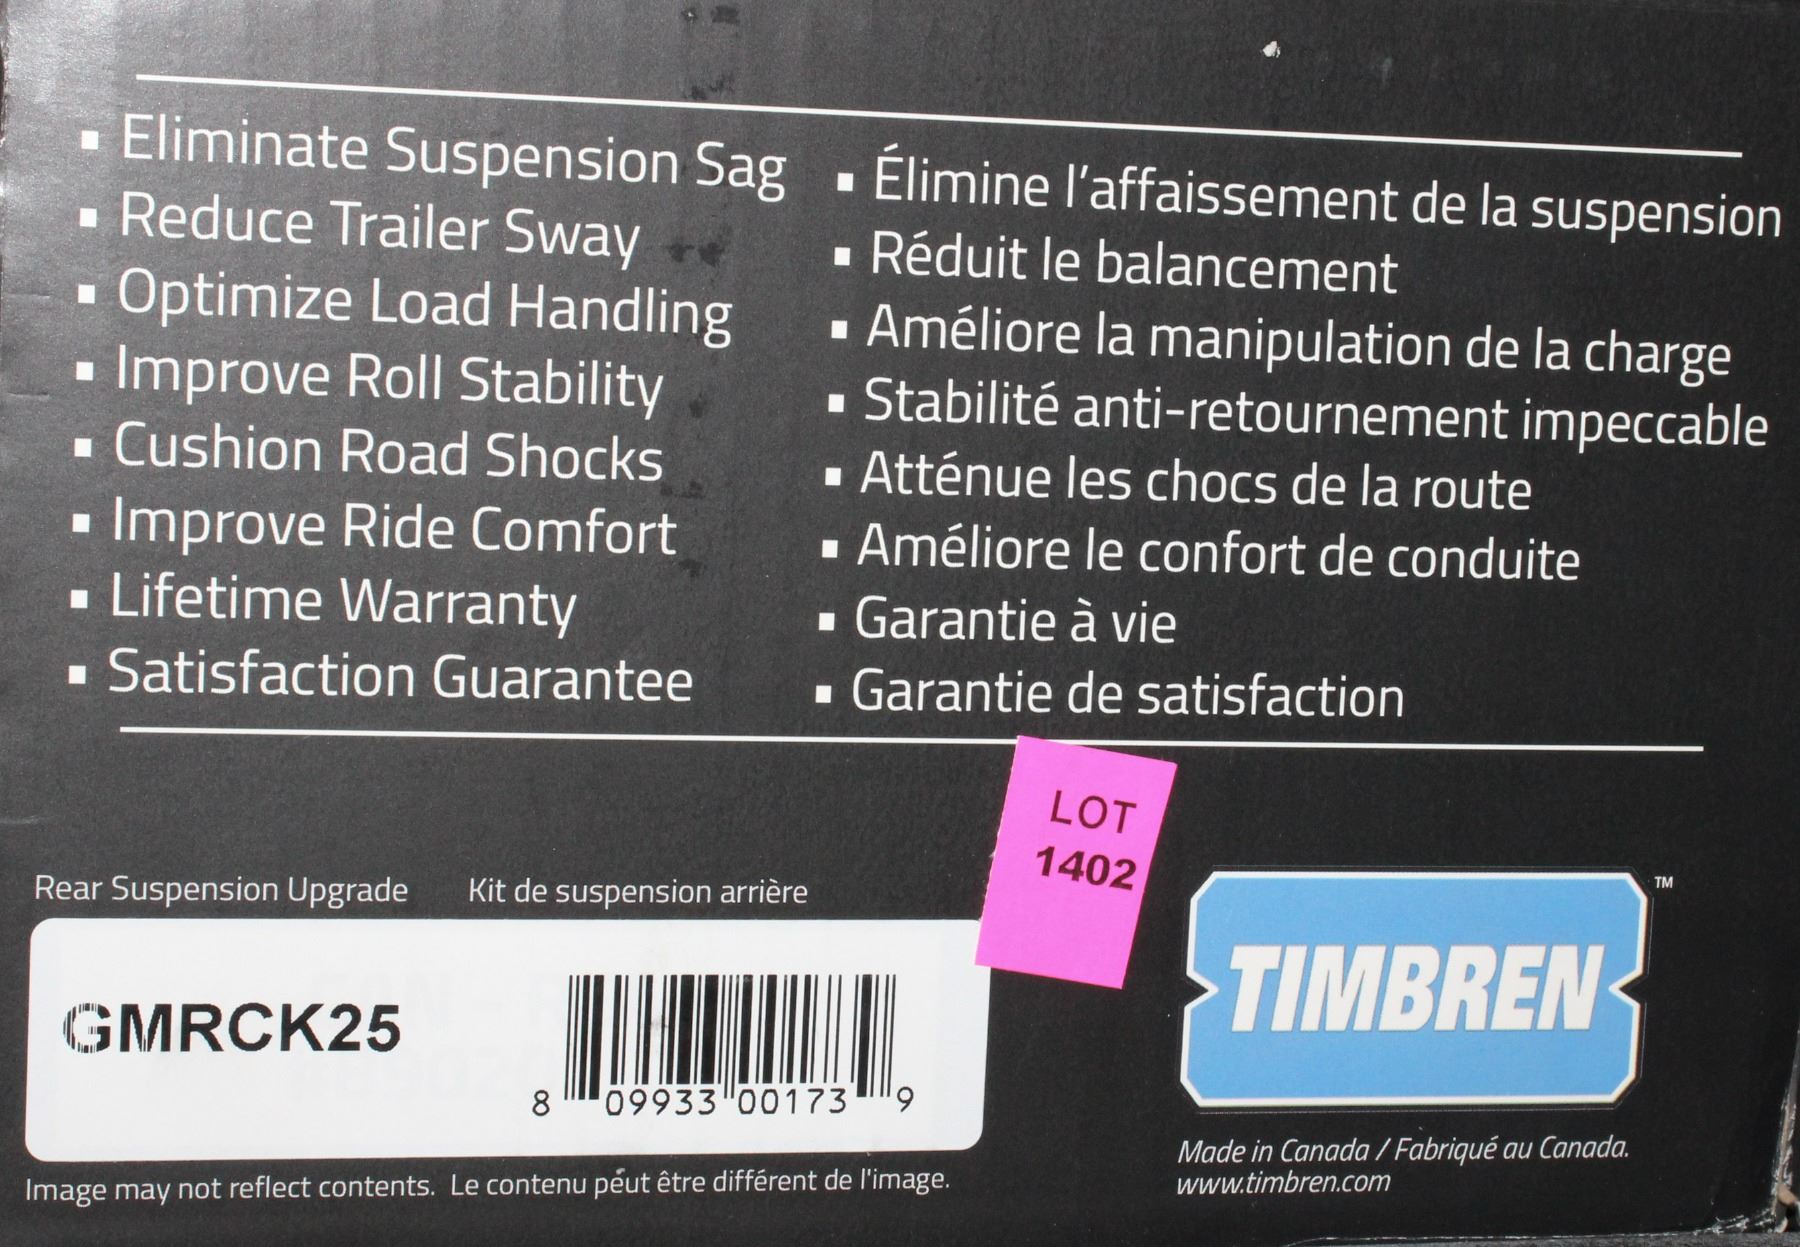 ▪ Eliminate Suspension Sag
▪ Reduce Trailer Sway
▪ Optimize Load Handling
▪ Improve Roll Stability
▪ Cushion Road Shocks
▪ Improve Ride Comfort
▪ Lifetime Warranty
▪ Satisfaction Guarantee
▪ Élimine l'affaissement de la suspension
▪ Réduit le balancement
▪ Améliore la manipulation de la charge
▪ Stabilité anti-retournement impeccable
▪ Atténue les chocs de la route
▪ Améliore le confort de conduite
▪ Garantie à vie
▪ Garantie de satisfaction
LOT
1402
Rear Suspension Upgrade
Kit de suspension arrière
GMRCK25
8 09933 00173 9
Image may not reflect contents. Le contenu peut être différent de l'image.
TIMBREN™
Made in Canada / Fabriqué au Canada.
www.timbren.com